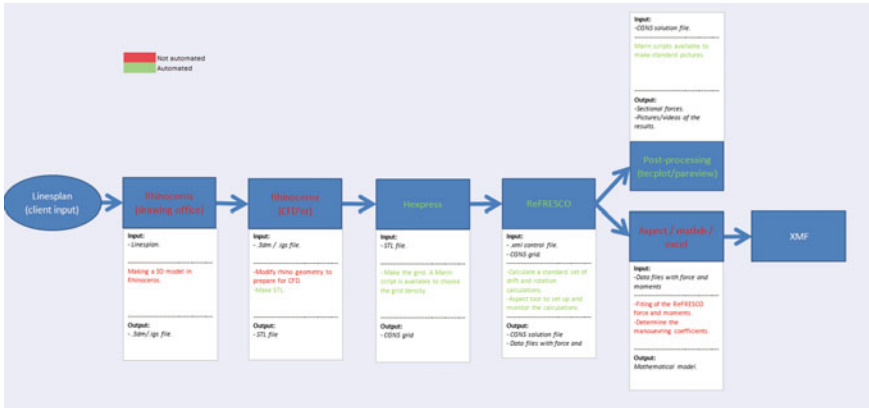 Not automated
Automated
Linesplan
(client input)
Rhinoceros
(drawing office)
Input:
- Linesplan.
Making a 3D model in
Rhinoceros.
Output:
- .3dm/.igs file.
Rhinoceros
(CFD'er)
Input:
- .3dm / .igs file.
-Modify rhino geometry to
prepare for CFD.
-Make STL.
Output:
- STL file
Hexpress
Input:
- STL file.
-Make the grid. A Marin
script is available to choose
the grid density.
Output:
- CGNS grid
ReFRESCO
Input:
- .xml control file.
- CGNS grid
-Calculate a standard set of
drift and rotation
calculations.
-Aspect tool to set up and
monitor the calculations.
Output:
- CGNS solution file
- Data files with force and
Input:
-CGNS solution file.
Marin scripts available to
make standard pictures
Output:
-Sectional forces.
-Pictures/videos of the
results.
Post-processing
(tecplot/pareview)
Aspect / matlab /
excel
Input:
-Data files with force and
moments
-Fitting of the ReFRESCO
force and moments.
-Determine the
manoeuvring coefficients.
Output:
Mathematical model.
XMF